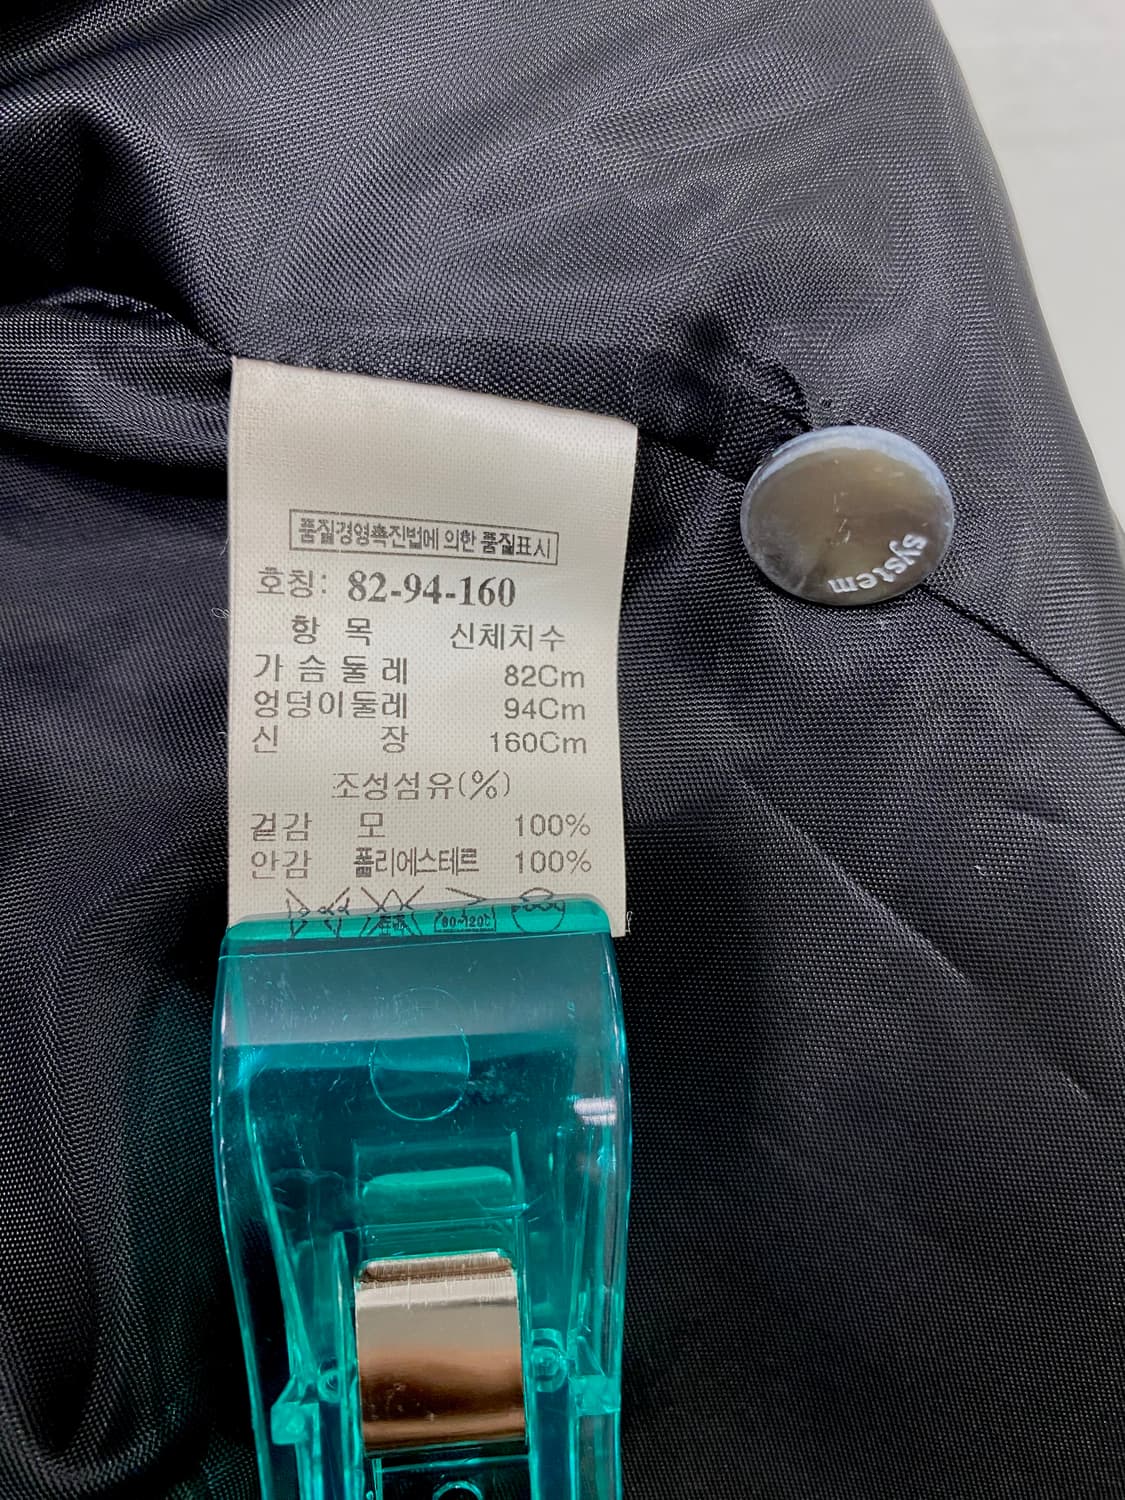 품질경영촉진법에 의한 품질표시
호칭: 82-94-160
항 목 신체치수
가슴둘레 82Cm
엉덩이둘레 94Cm
신 장 160Cm
조성섬유(%)
겉감 모 100%
안감 폴리에스테르 100%
80~120℃
system